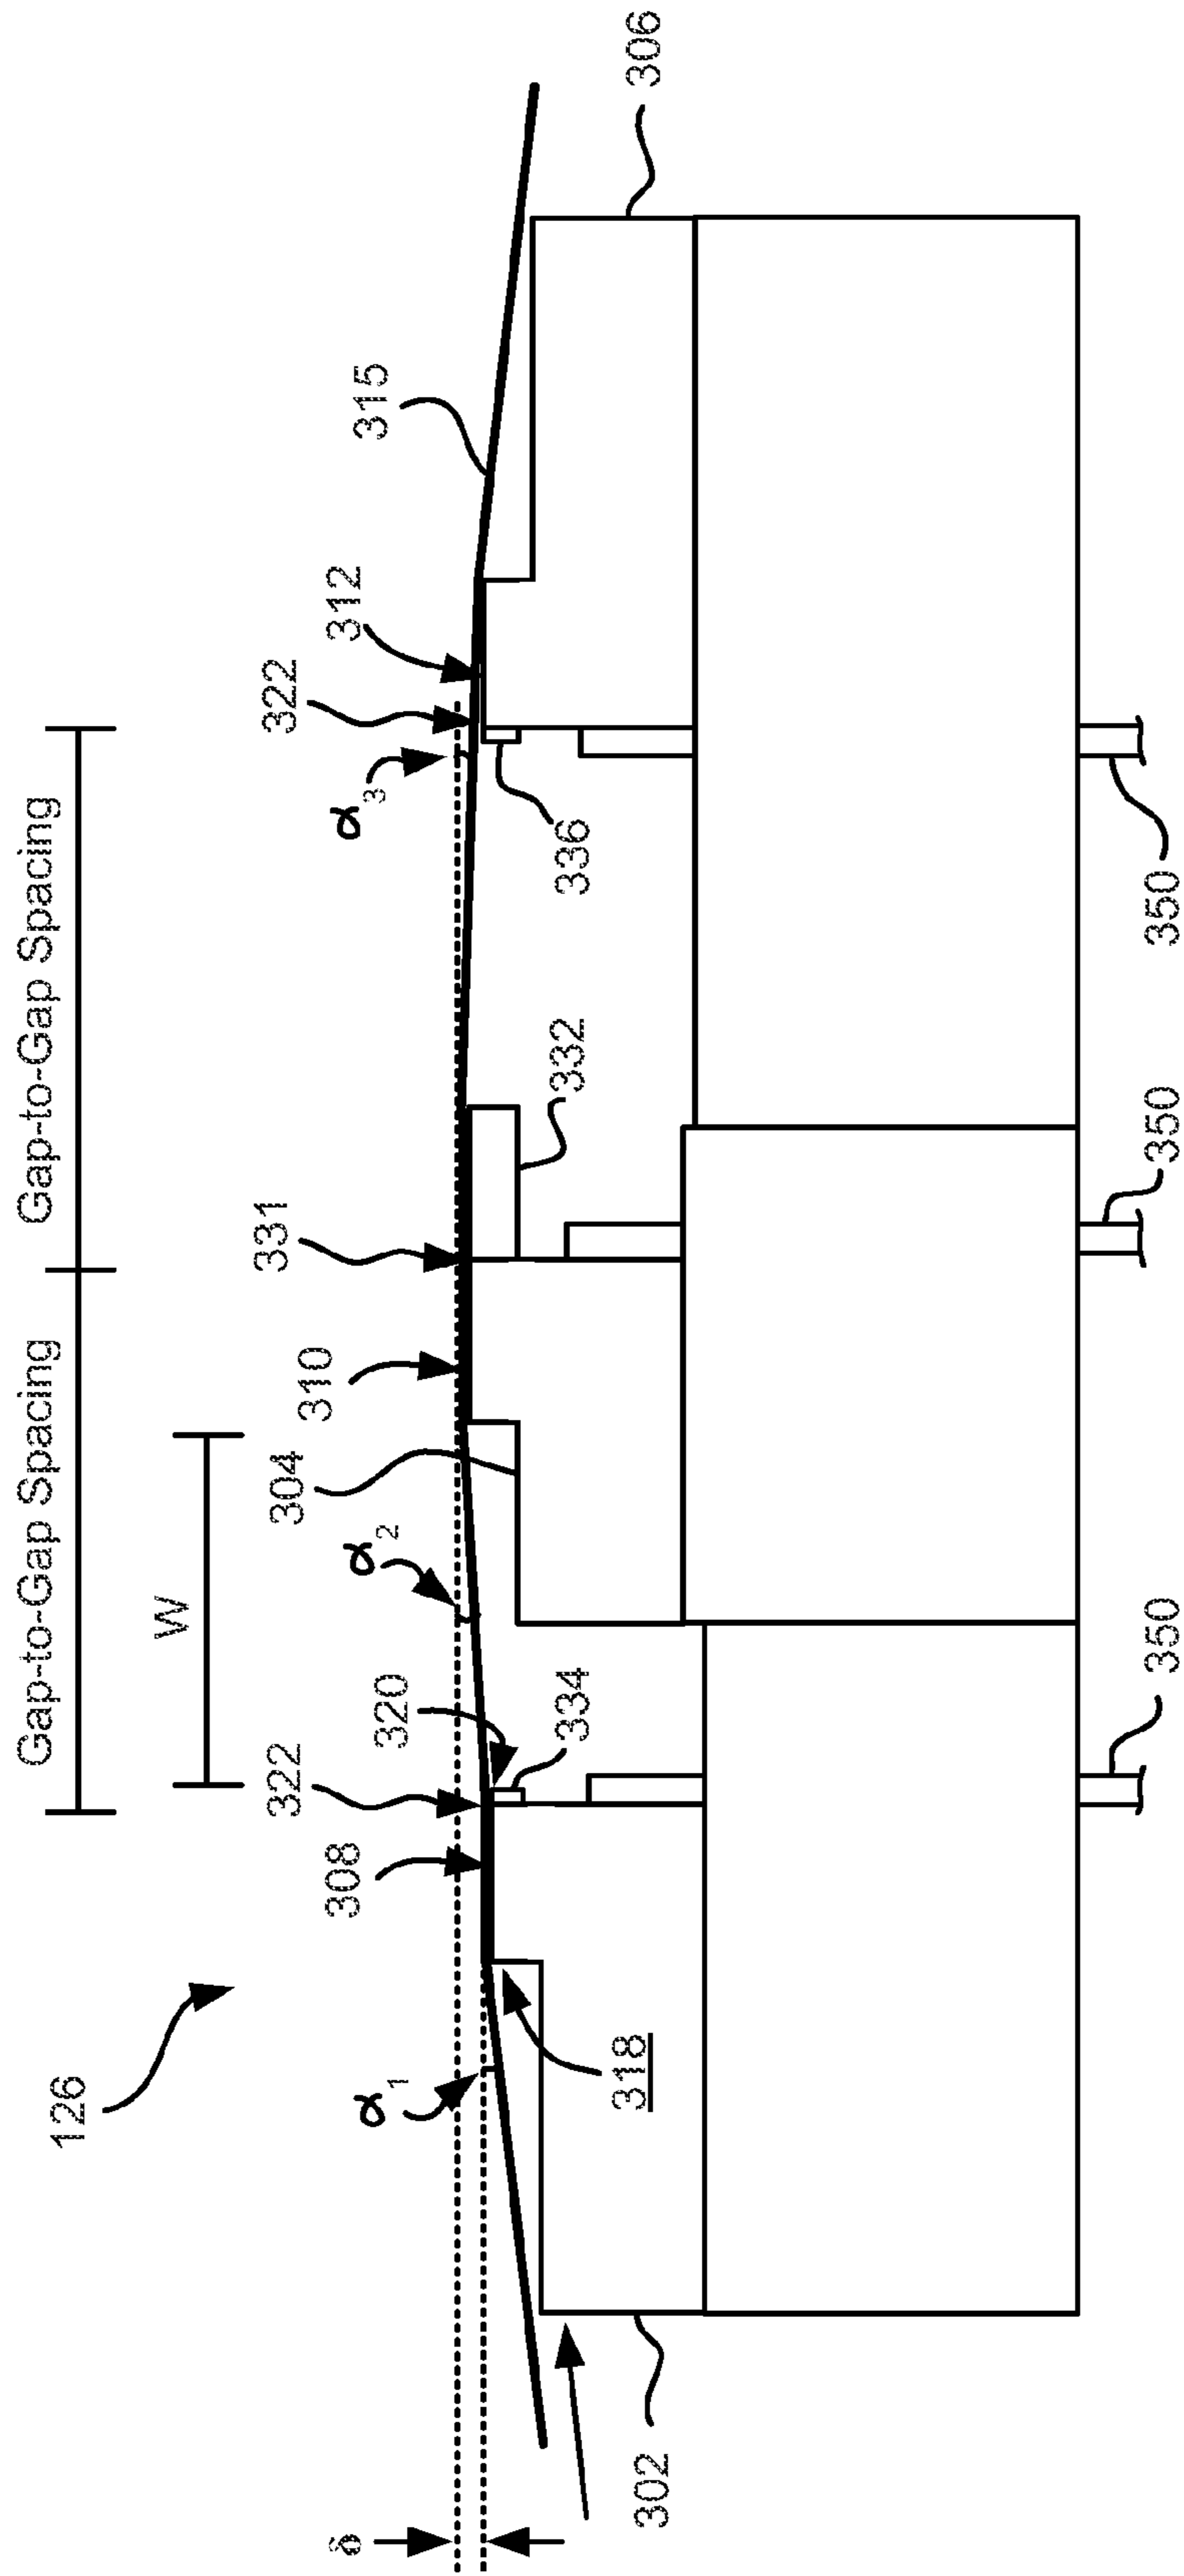 Gap-to-Gap Spacing
Gap-to-Gap Spacing
W
126
δ
α1
308
322
320
334
α2
304
310
331
332
α3
322
312
336
315
306
318
302
350
350
350